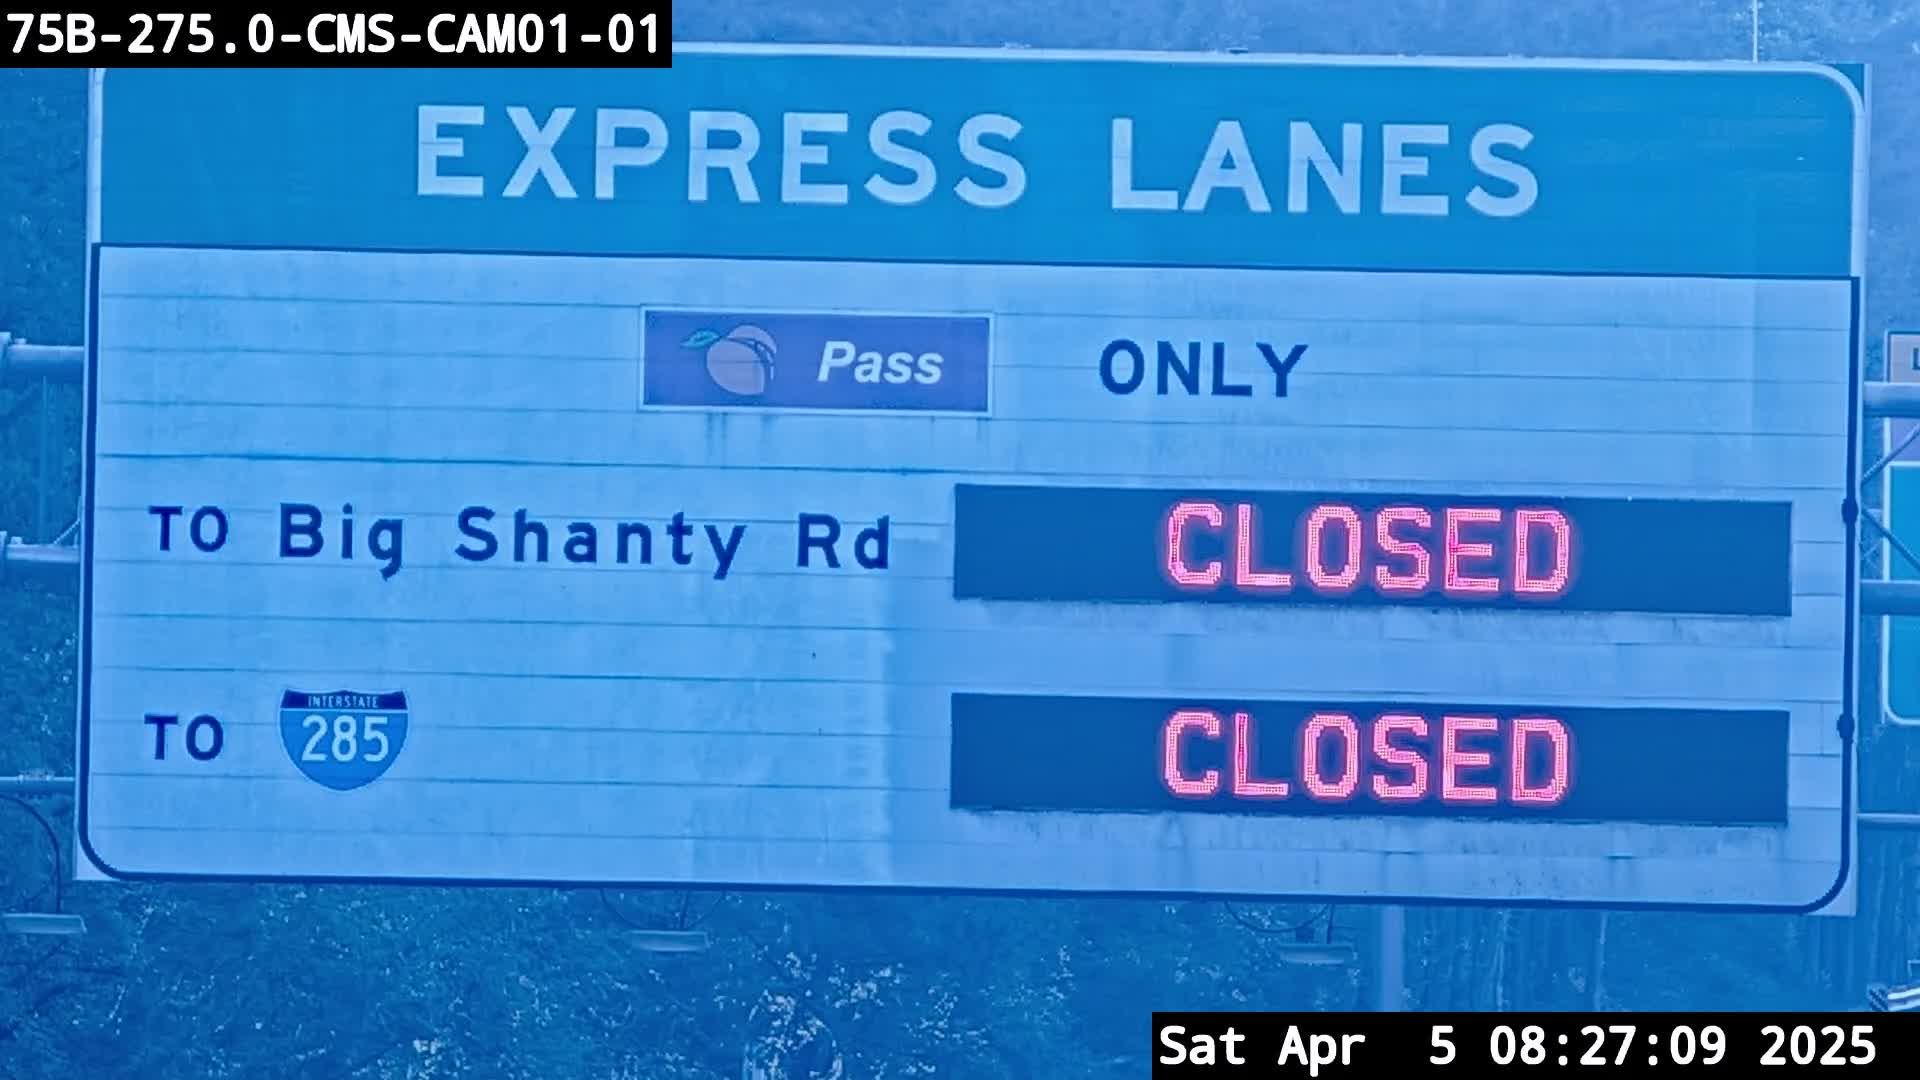 75B-275.0-CMS-CAM01-01
EXPRESS LANES
Pass ONLY
TO Big Shanty Rd CLOSED
TO INTERSTATE 285 CLOSED
Sat Apr 5 08:27:09 2025